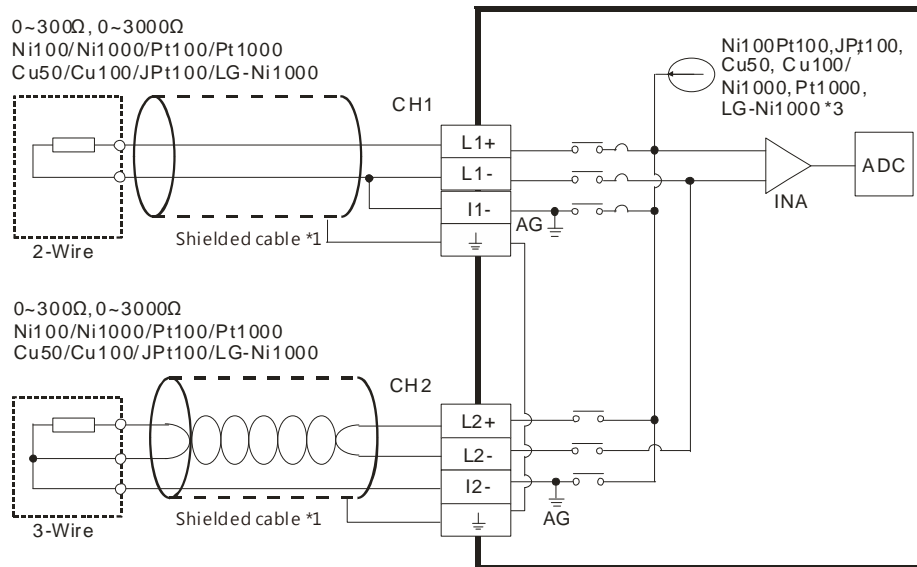 0~300Ω, 0~3000Ω
Ni100/Ni1000/Pt100/Pt1000
Cu50/Cu100/JPt100/LG-Ni1000
CH1
L1+
L1-
I1-
AG
Shielded cable *1
2-Wire
Ni100Pt100,JPt100,
Cu50, Cu100/
Ni1000, Pt1000,
LG-Ni1000 *3
INA
ADC
0~300Ω, 0~3000Ω
Ni100/Ni1000/Pt100/Pt1000
Cu50/Cu100/JPt100/LG-Ni1000
CH2
L2+
L2-
I2-
AG
Shielded cable *1
3-Wire